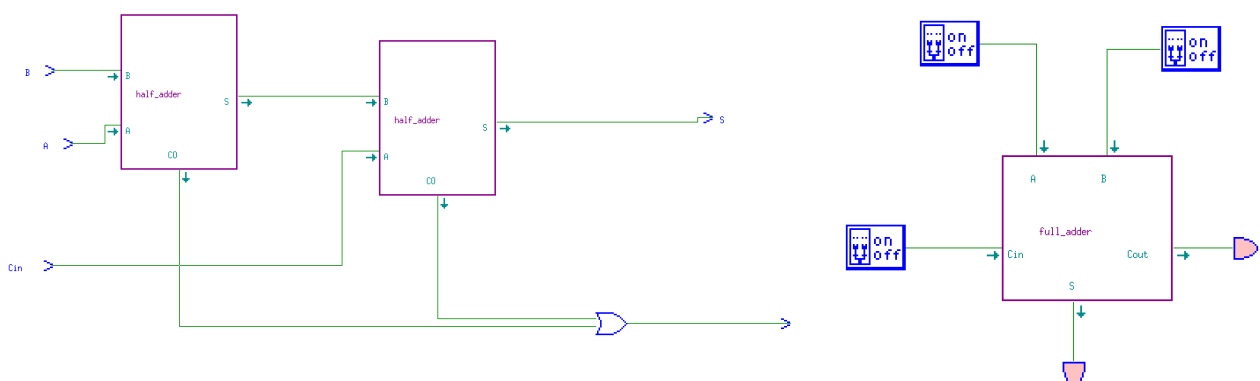 B
B
half_adder
S
A
A
CO
B
half_adder
S
S
A
CO
Cin
on
off
on
off
A
B
on
off
full_adder
Cin
Cout
S